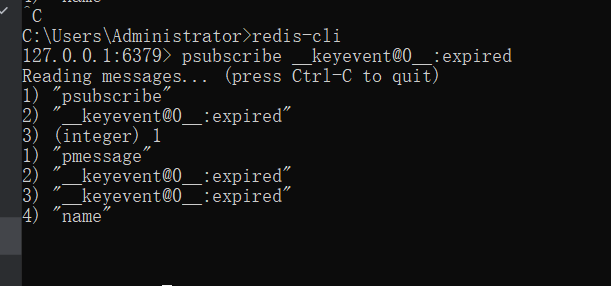 ^C
C:\Users\Administrator>redis-cli
127.0.0.1:6379> psubscribe __keyevent@0__:expired
Reading messages... (press Ctrl-C to quit)
1) "psubscribe"
2) "__keyevent@0__:expired"
3) (integer) 1
1) "pmessage"
2) "__keyevent@0__:expired"
3) "__keyevent@0__:expired"
4) "name"